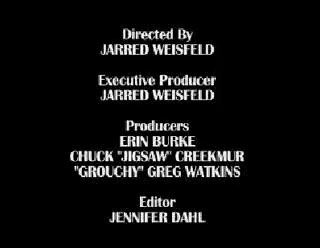 Directed By
JARRED WEISFELD
Executive Producer
JARRED WEISFELD
Producers
ERIN BURKE
CHUCK "JIGSAW" CREEKMUR
"GROUCHY" GREG WATKINS
Editor
JENNIFER DAHL